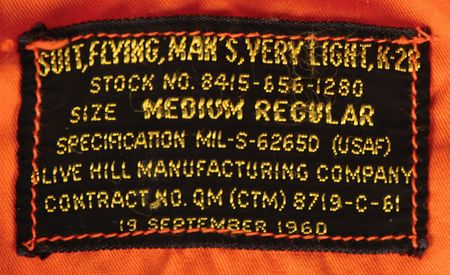 SUIT, FLYING, MAN'S, VERY LIGHT, K-2B
STOCK NO. 8415-656-1280
SIZE MEDIUM REGULAR
SPECIFICATION MIL-S-6265D (USAF)
OLIVE HILL MANUFACTURING COMPANY
CONTRACT NO. QM (CTM) 8719-C-61
19 SEPTEMBER 1960